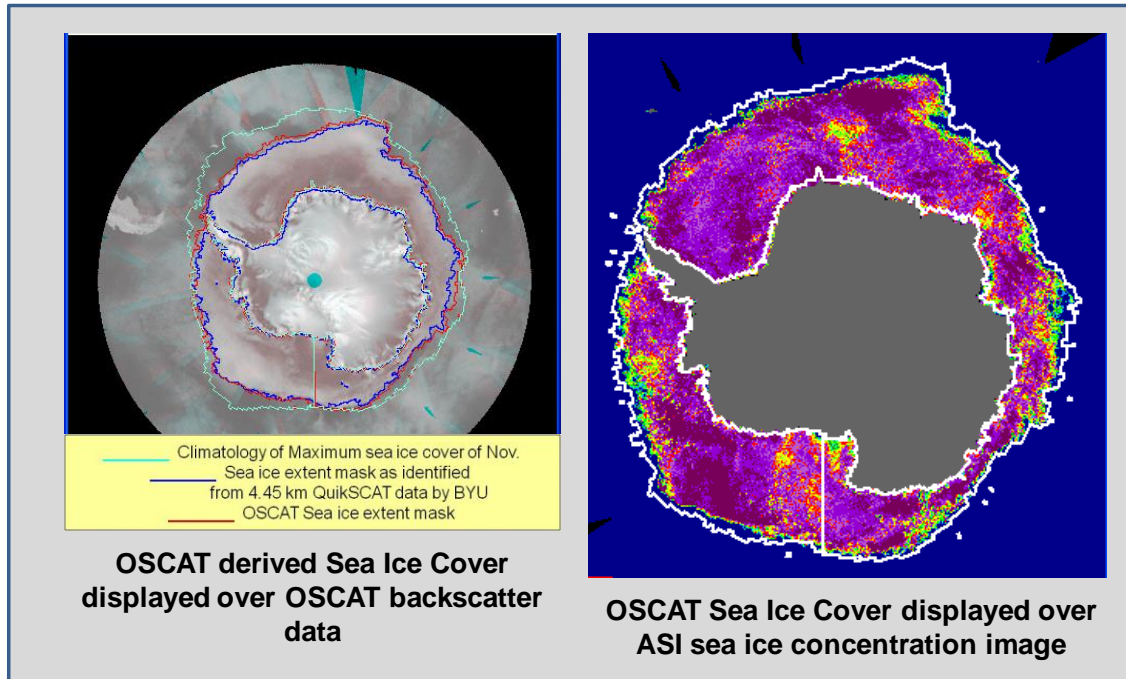 Climatology of Maximum sea ice cover of Nov.
Sea ice extent mask as identified
from 4.45 km QuikSCAT data by BYU
OSCAT Sea ice extent mask
OSCAT derived Sea Ice Cover
displayed over OSCAT backscatter
data
OSCAT Sea Ice Cover displayed over
ASI sea ice concentration image